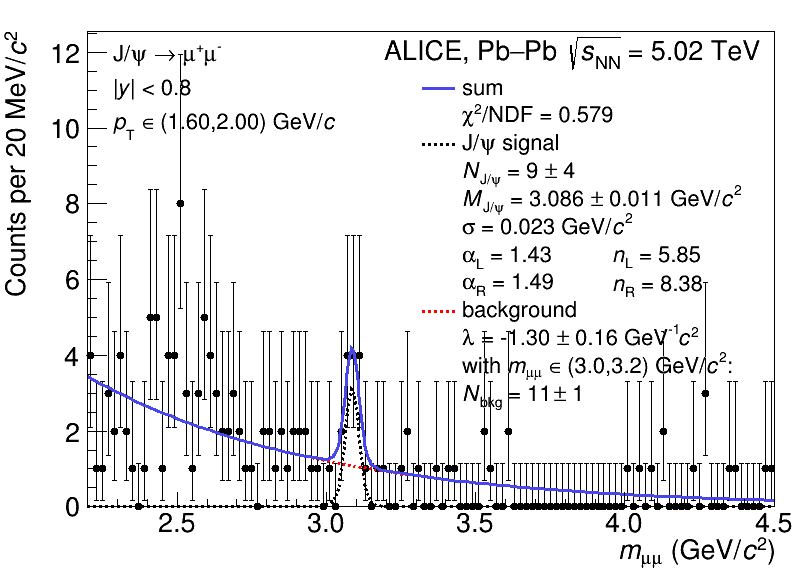 J/ψ → μ⁺μ⁻
|y| < 0.8
p_T ∈ (1.60,2.00) GeV/c
ALICE, Pb–Pb √s_NN = 5.02 TeV
sum
χ²/NDF = 0.579
J/ψ signal
N_J/ψ = 9 ± 4
M_J/ψ = 3.086 ± 0.011 GeV/c²
σ = 0.023 GeV/c²
α_L = 1.43 n_L = 5.85
α_R = 1.49 n_R = 8.38
background
λ = -1.30 ± 0.16 GeV⁻¹c²
with m_μμ ∈ (3.0,3.2) GeV/c²:
N_bkg = 11 ± 1
Counts per 20 MeV/c²
12
10
8
6
4
2
0
2.5 3.0 3.5 4.0 4.5
m_μμ (GeV/c²)